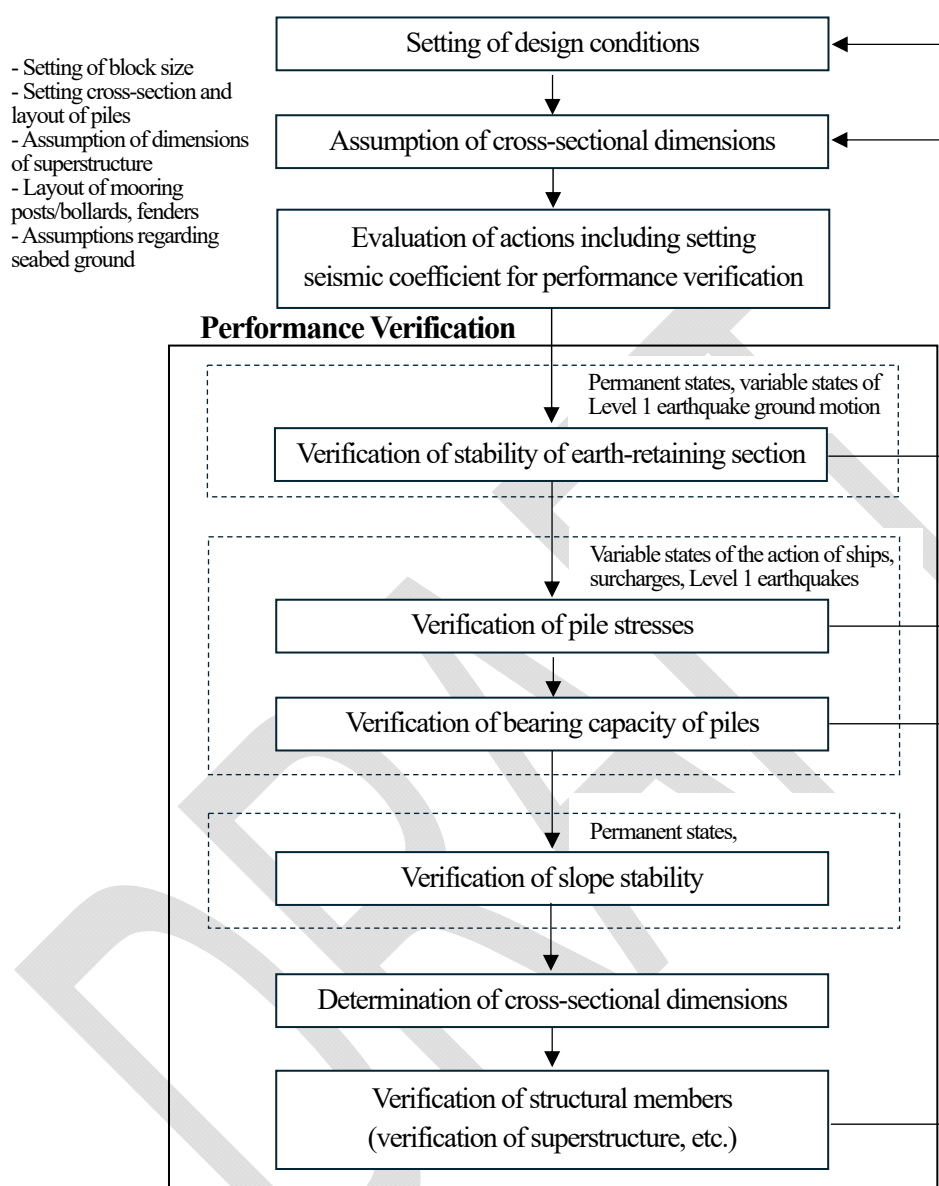 Setting of design conditions
- Setting of block size
- Setting cross-section and
layout of piles
- Assumption of dimensions
of superstructure
- Layout of mooring
posts/bollards, fenders
- Assumptions regarding
seabed ground
Assumption of cross-sectional dimensions
Evaluation of actions including setting
seismic coefficient for performance verification
Performance Verification
Permanent states, variable states of
Level 1 earthquake ground motion
Verification of stability of earth-retaining section
Variable states of the action of ships,
surcharges, Level 1 earthquakes
Verification of pile stresses
Verification of bearing capacity of piles
Permanent states,
Verification of slope stability
Determination of cross-sectional dimensions
Verification of structural members
(verification of superstructure, etc.)
DRAFT